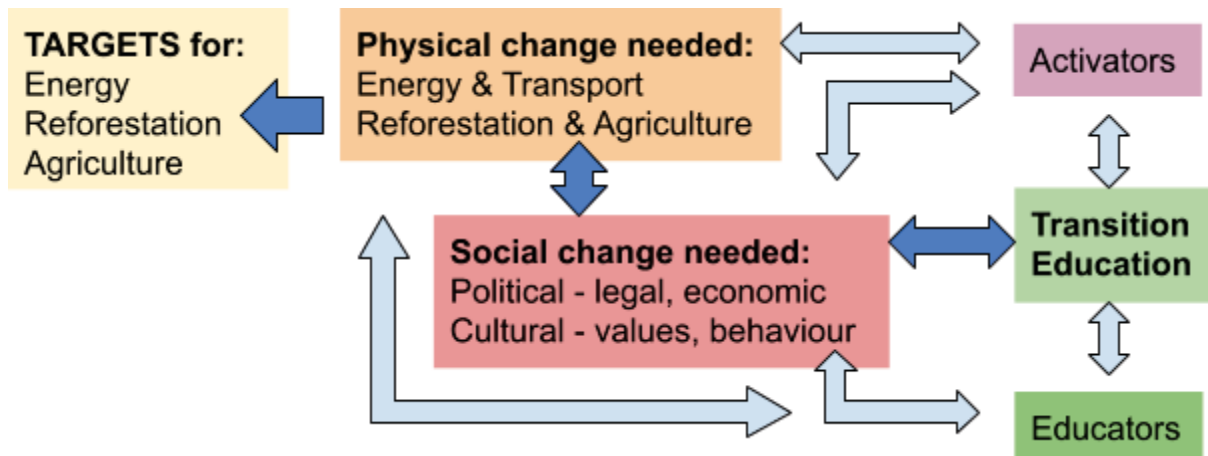 TARGETS for:
Energy
Reforestation
Agriculture
Physical change needed:
Energy & Transport
Reforestation & Agriculture
Activators
Social change needed:
Political - legal, economic
Cultural - values, behaviour
Transition
Education
Educators